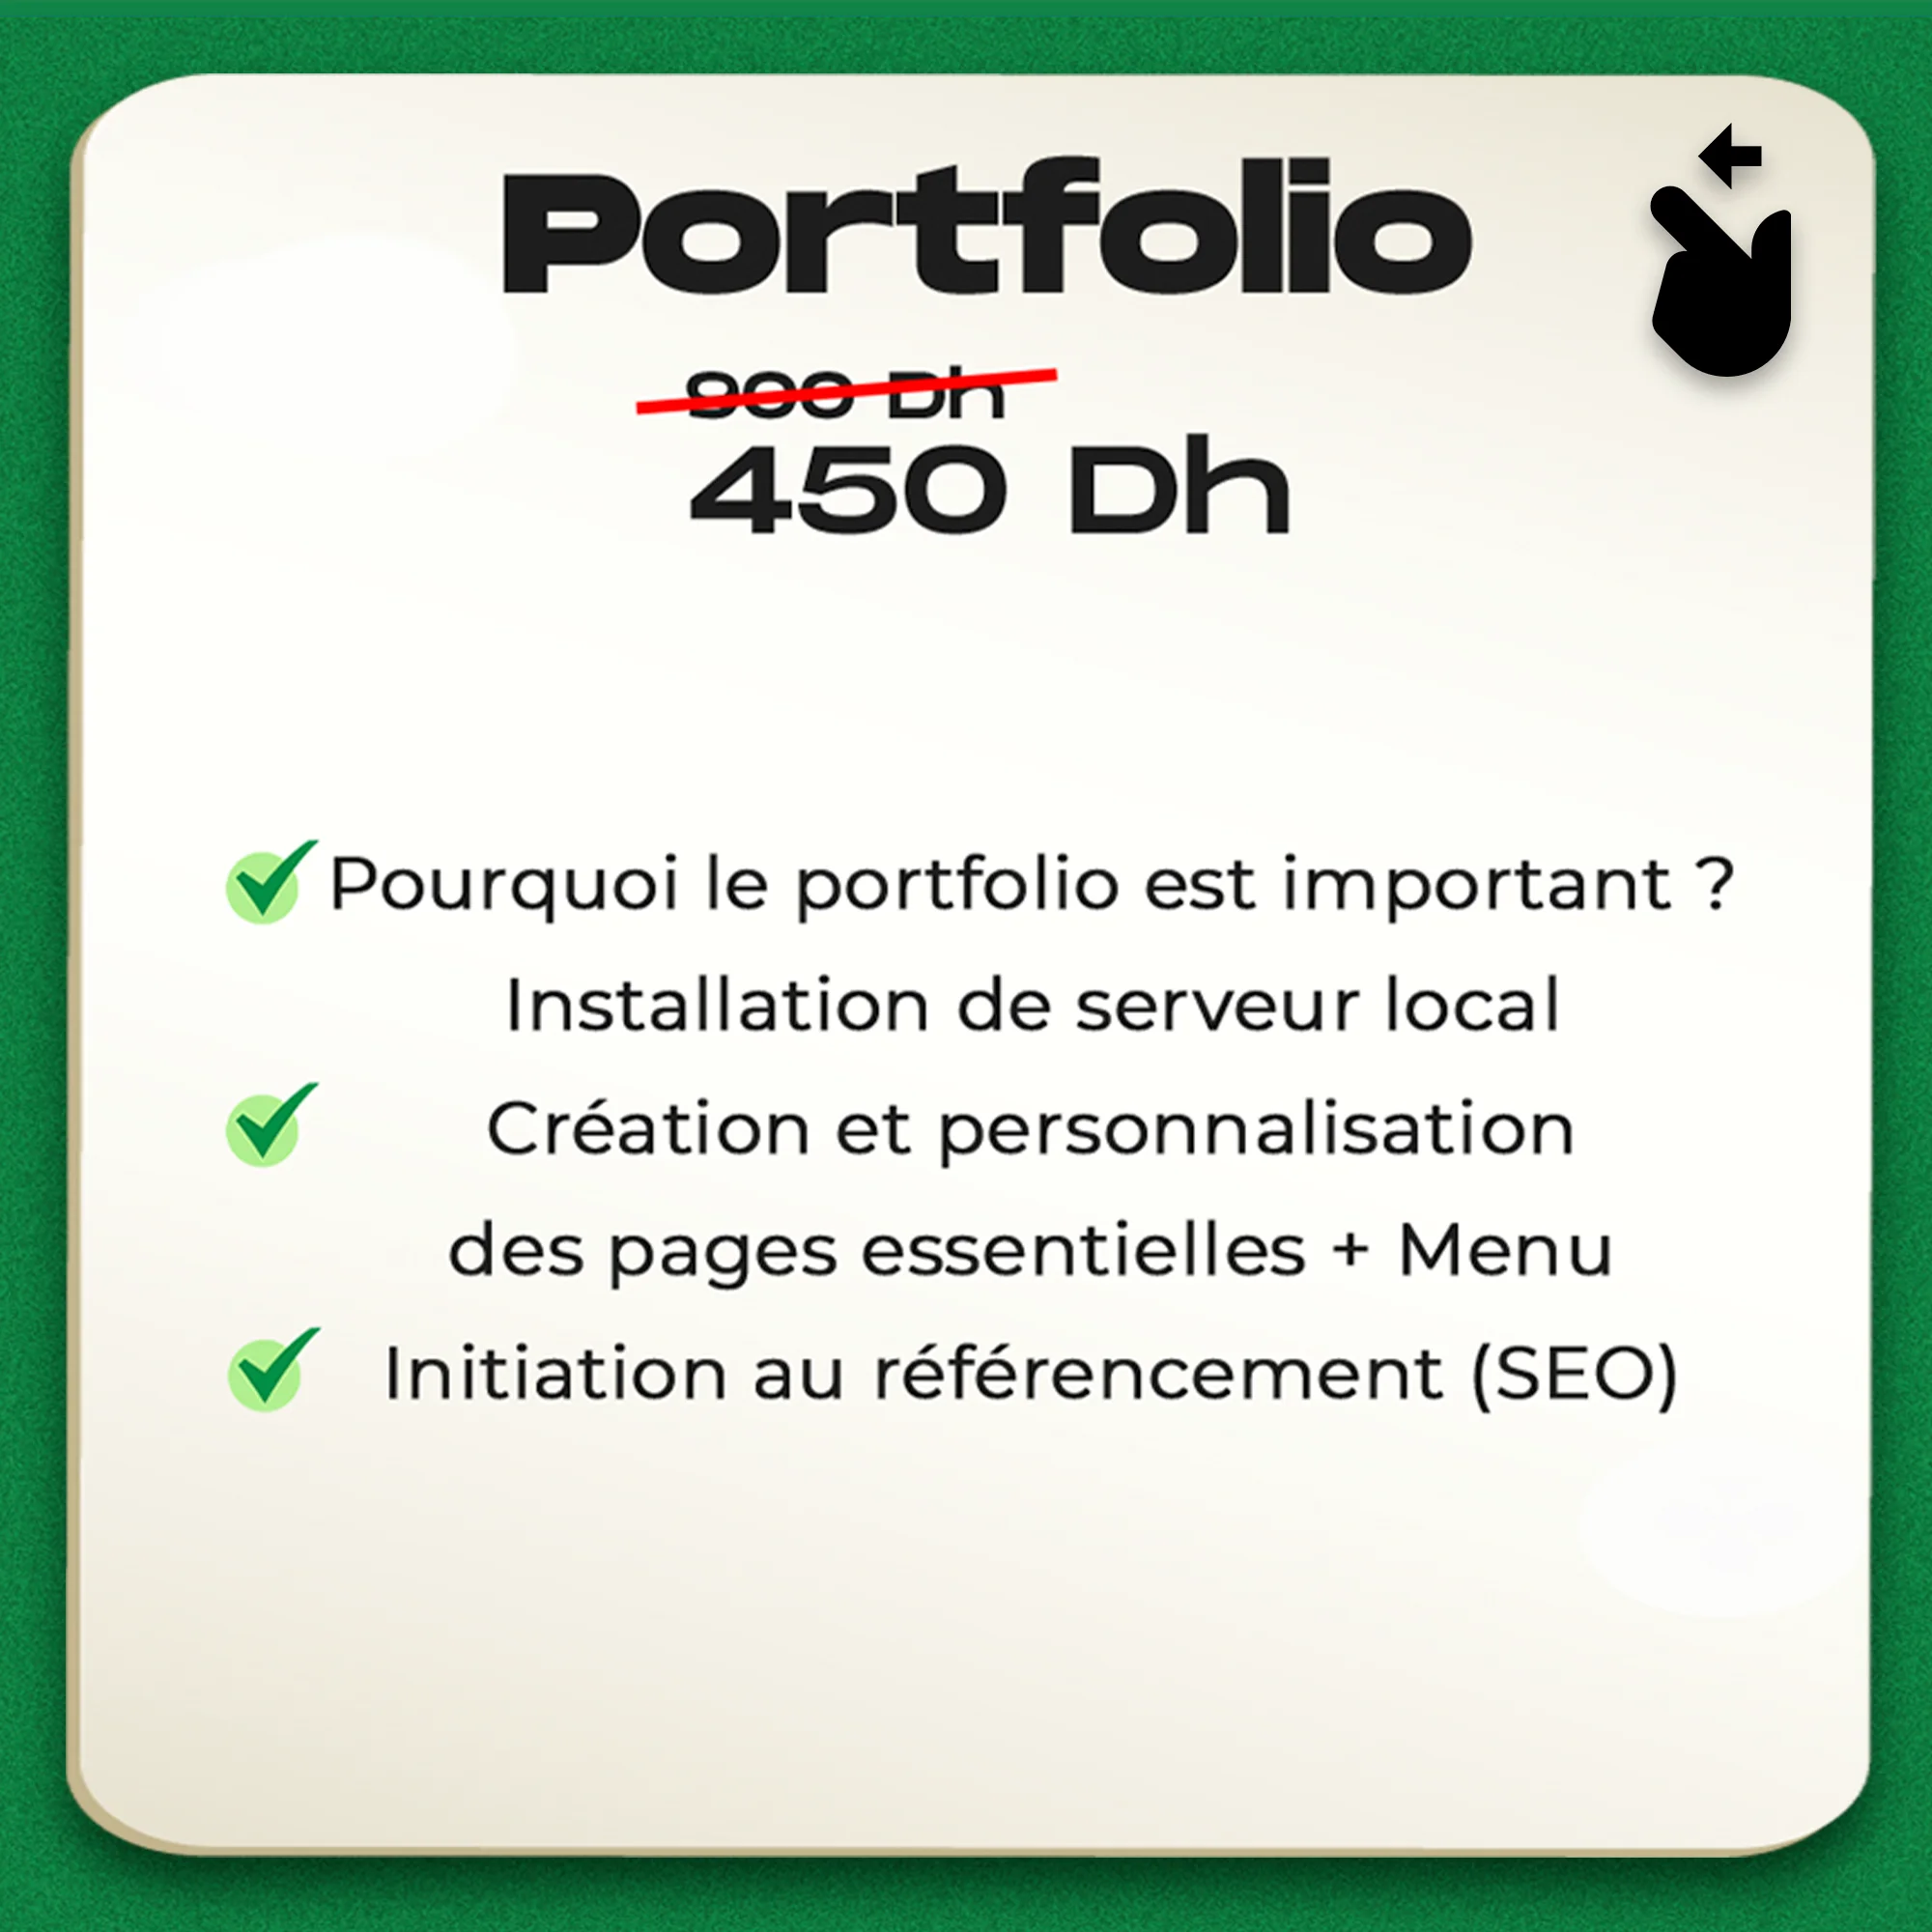 Portfolio
900 Dh
450 Dh
Pourquoi le portfolio est important ?
Installation de serveur local
Création et personnalisation
des pages essentielles + Menu
Initiation au référencement (SEO)